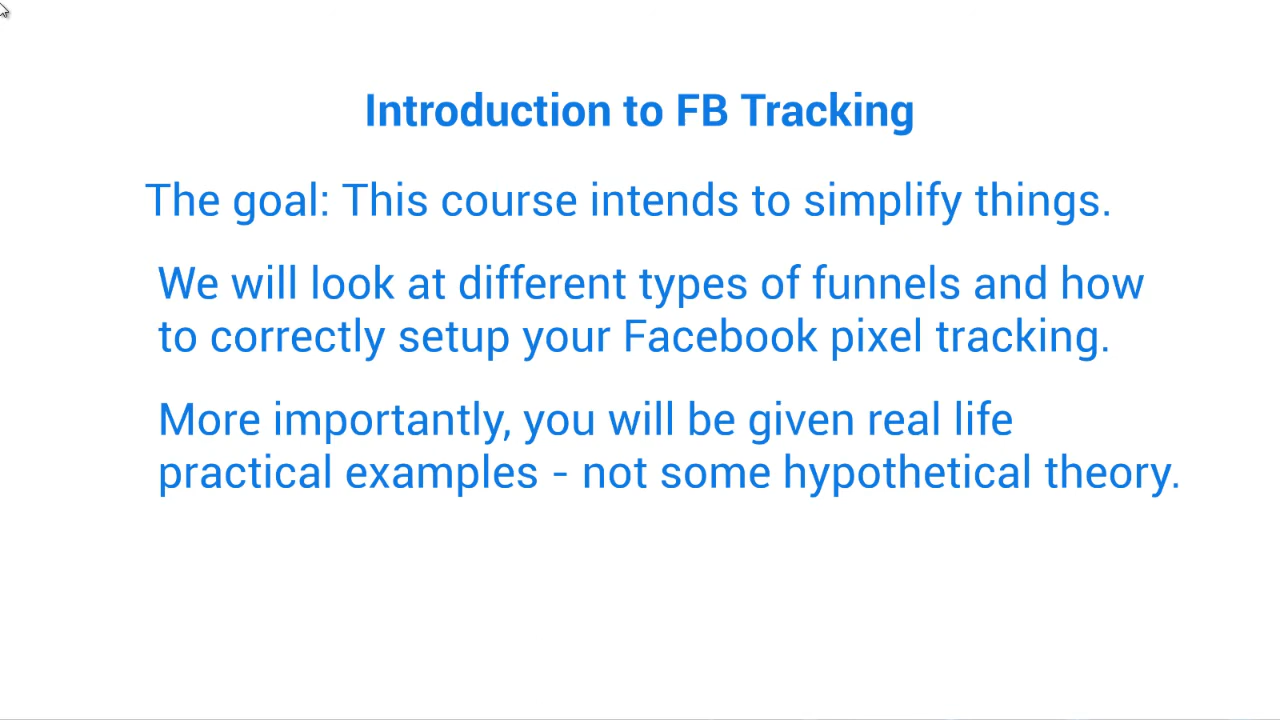 Introduction to FB Tracking
The goal: This course intends to simplify things.
We will look at different types of funnels and how
to correctly setup your Facebook pixel tracking.
More importantly, you will be given real life
practical examples - not some hypothetical theory.